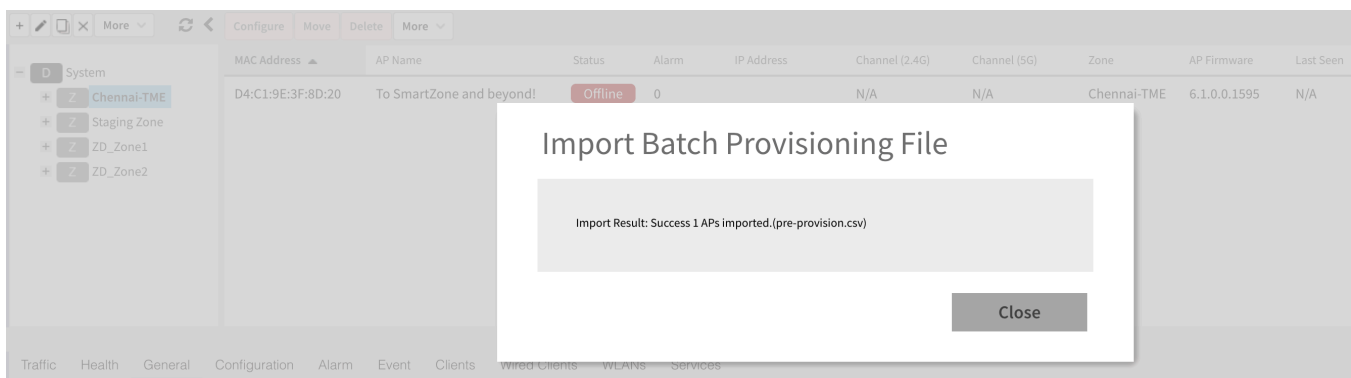 + More Configure Move Delete More
MAC Address AP Name Status Alarm IP Address Channel (2.4G) Channel (5G) Zone AP Firmware Last Seen
D System
+ Z Chennai-TME D4:C1:9E:3F:8D:20 To SmartZone and beyond! Offline 0 N/A N/A Chennai-TME 6.1.0.0.1595 N/A
+ Z Staging Zone
+ Z ZD_Zone1
+ Z ZD_Zone2
Import Batch Provisioning File
Import Result: Success 1 APs imported.(pre-provision.csv)
Close
Traffic Health General Configuration Alarm Event Clients Wired Clients WLANs Services